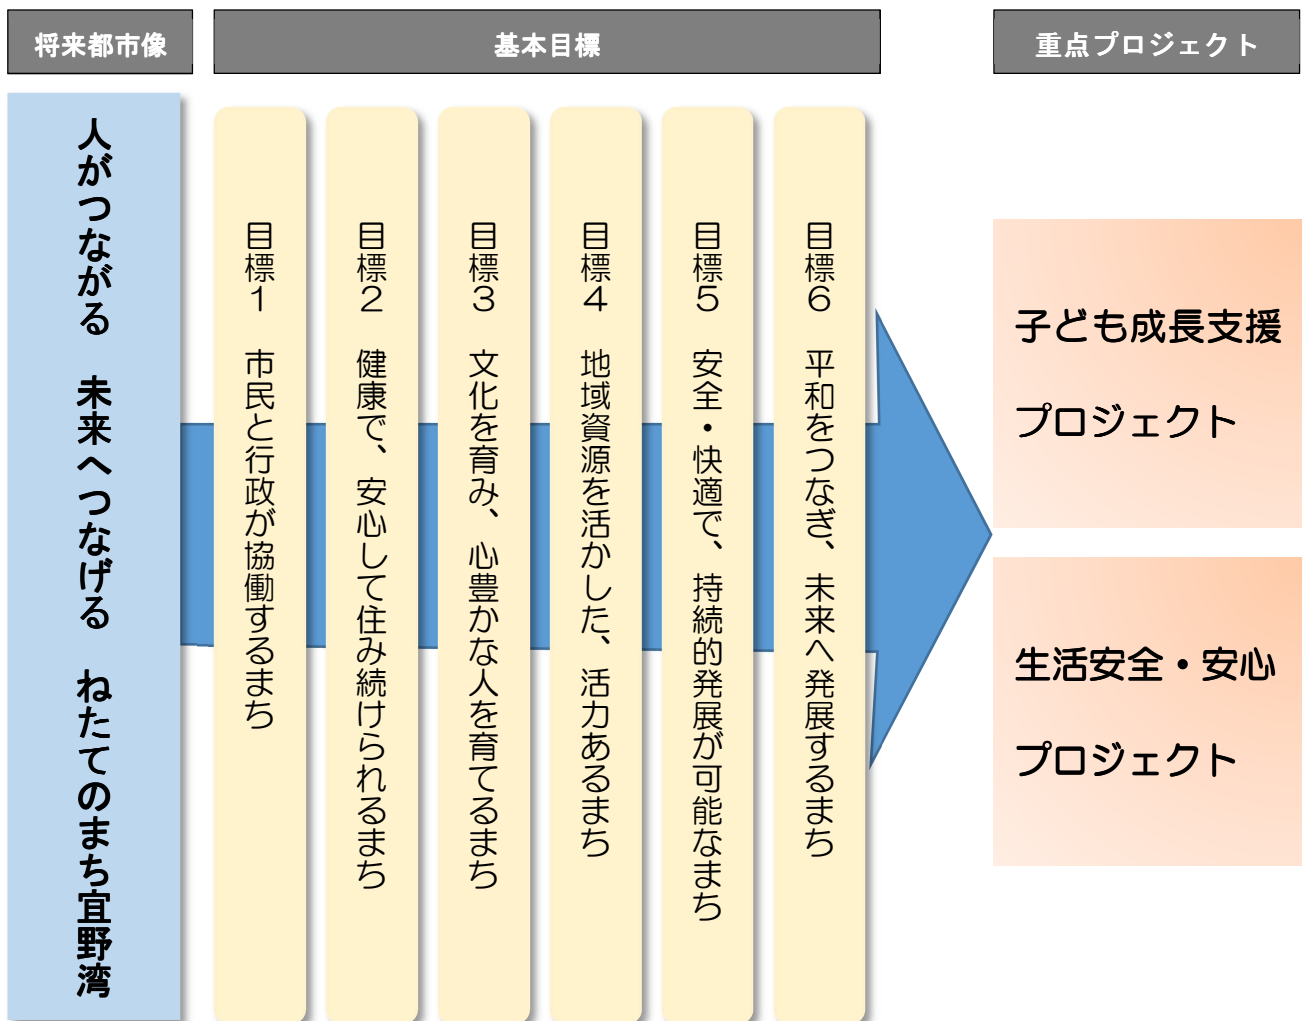 将来都市像
基本目標
重点プロジェクト
人がつながる　未来へつなげる　ねたてのまち宜野湾
目標１　市民と行政が協働するまち
目標２　健康で、安心して住み続けられるまち
目標３　文化を育み、心豊かな人を育てるまち
目標４　地域資源を活かした、活力あるまち
目標５　安全・快適で、持続的発展が可能なまち
目標６　平和をつなぎ、未来へ発展するまち
子ども成長支援
プロジェクト
生活安全・安心
プロジェクト